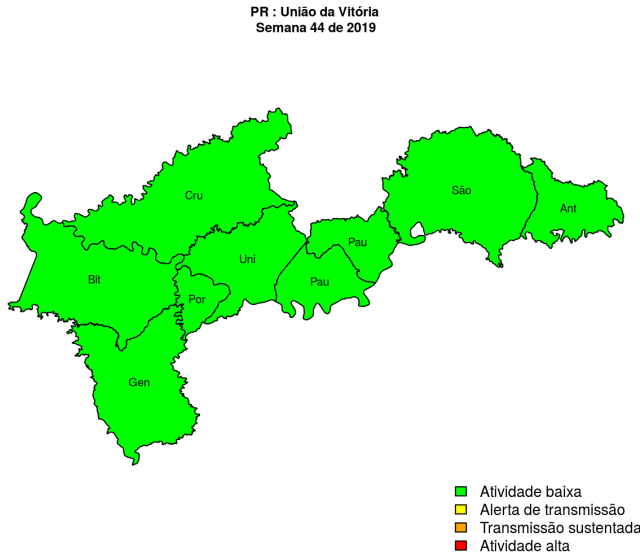 PR : União da Vitória
Semana 44 de 2019
Cru
São
Ant
Pau
Uni
Bit
Pau
Por
Gen
Atividade baixa
Alerta de transmissão
Transmissão sustentada
Atividade alta